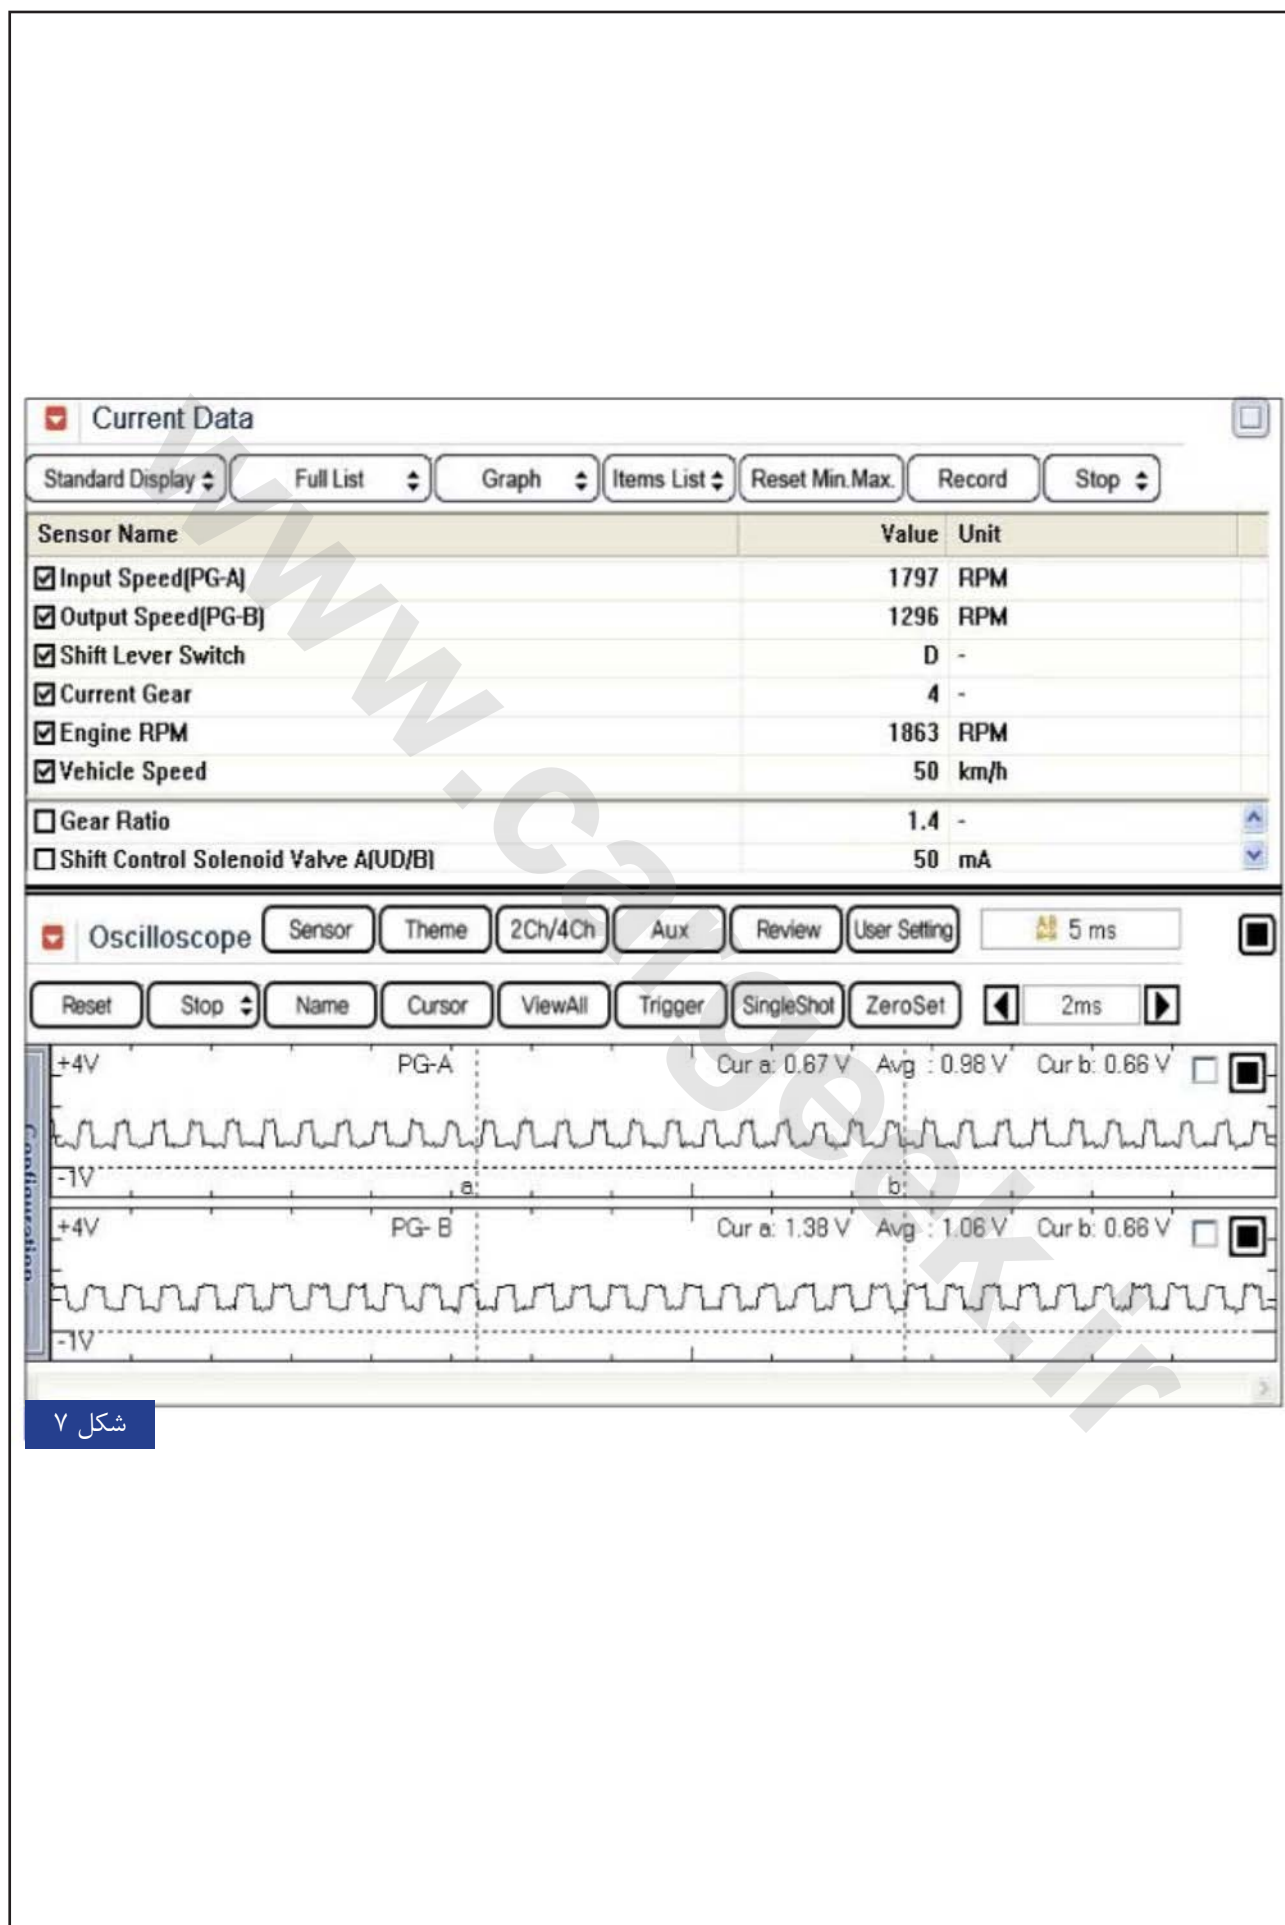 Current Data
Standard Display Full List Graph Items List Reset Min.Max. Record Stop
Sensor Name Value Unit
Input Speed(PG-A) 1797 RPM
Output Speed(PG-B) 1296 RPM
Shift Lever Switch D -
Current Gear 4 -
Engine RPM 1863 RPM
Vehicle Speed 50 km/h
Gear Ratio 1.4 -
Shift Control Solenoid Valve A(UD/B) 50 mA
Oscilloscope Sensor Theme 2Ch/4Ch Aux Review User Setting 5 ms
Reset Stop Name Cursor ViewAll Trigger SingleShot ZeroSet 2ms
Configuration
+4V PG-A Cur a: 0.67 V Avg : 0.98 V Cur b: 0.66 V
-1V a b
+4V PG- B Cur a: 1.38 V Avg : 1.06 V Cur b: 0.66 V
-1V
شکل ۷
www.cargeek.ir